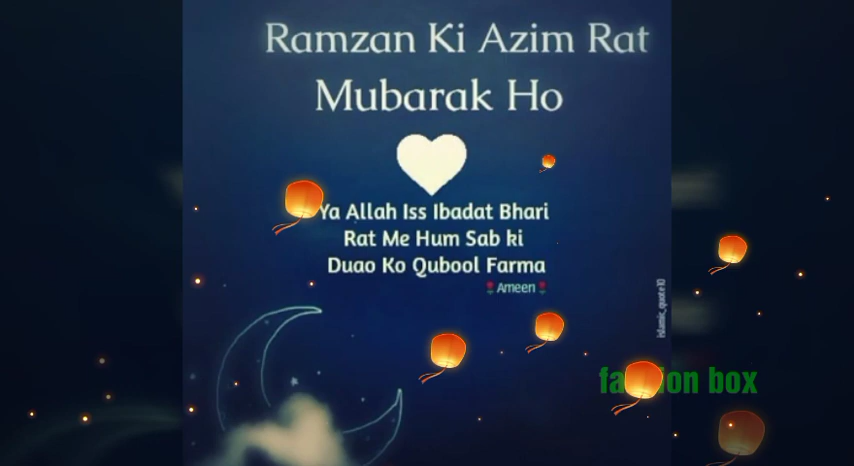 Ramzan Ki Azim Rat
Mubarak Ho
Ya Allah Iss Ibadat Bhari
Rat Me Hum Sab ki
Duao Ko Qubool Farma
🌹Ameen🌹
islamic_quote10
box